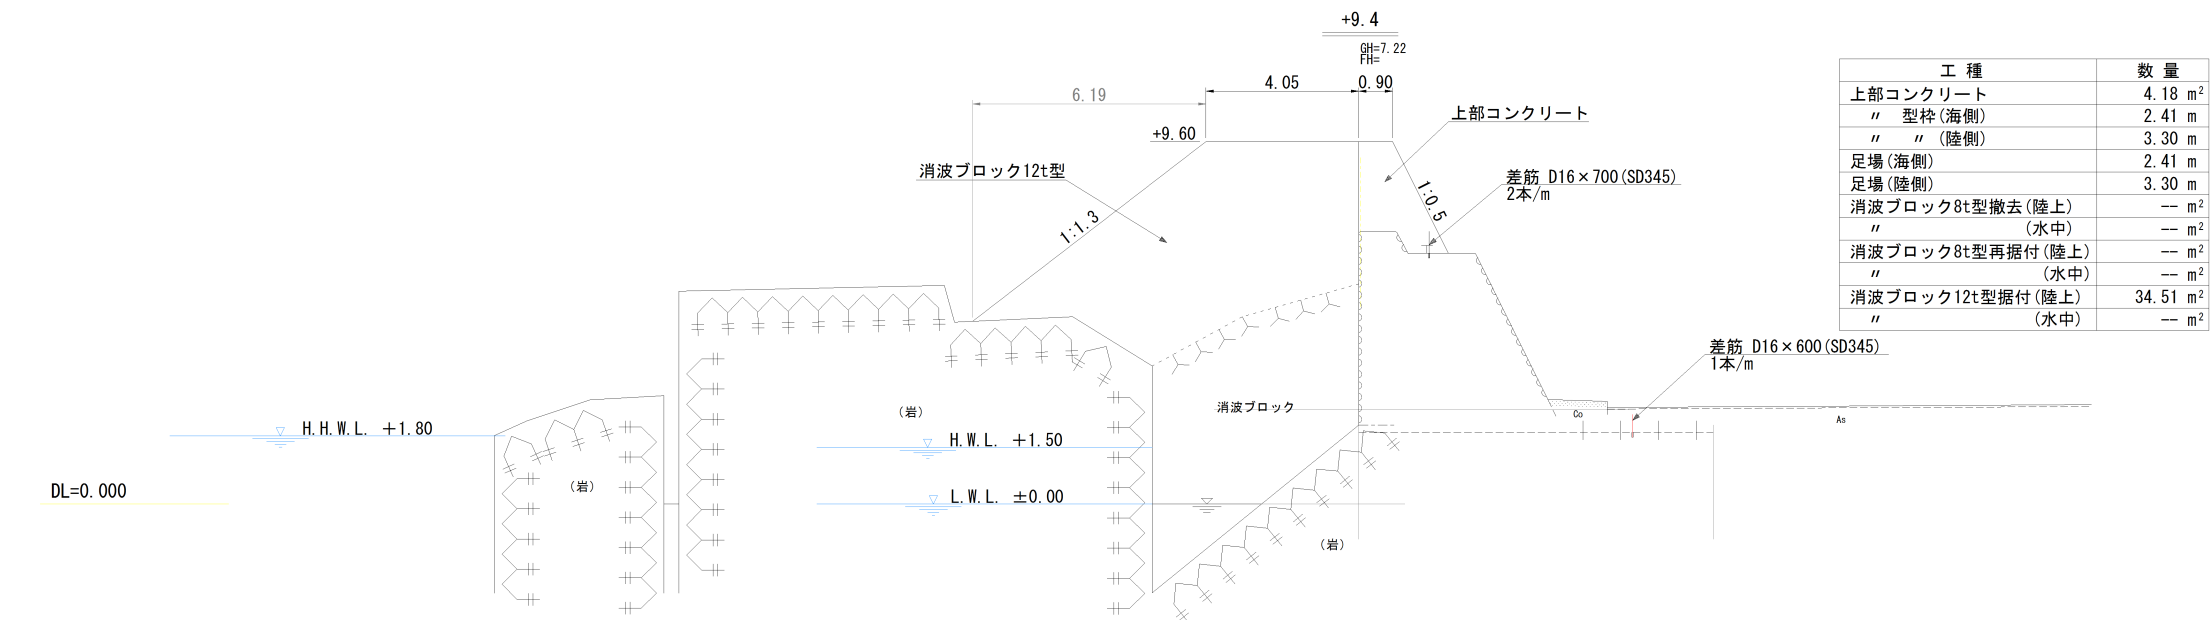 +9.4
GH=7.22
FH=
4.05
0.90
6.19
+9.60
上部コンクリート
消波ブロック12t型
1:1.3
1:0.5
差筋 D16×700(SD345)
2本/m
差筋 D16×600(SD345)
1本/m
消波ブロック
(岩)
Co
As
H.H.W.L. +1.80
H.W.L. +1.50
(岩)
DL=0.000
L.W.L. ±0.00
(岩)
工 種 数 量
上部コンクリート 4.18 m²
〃 型枠(海側) 2.41 m
〃 〃 (陸側) 3.30 m
足場(海側) 2.41 m
足場(陸側) 3.30 m
消波ブロック8t型撤去(陸上) -- m²
〃 (水中) -- m²
消波ブロック8t型再据付(陸上) -- m²
〃 (水中) -- m²
消波ブロック12t型据付(陸上) 34.51 m²
〃 (水中) -- m²